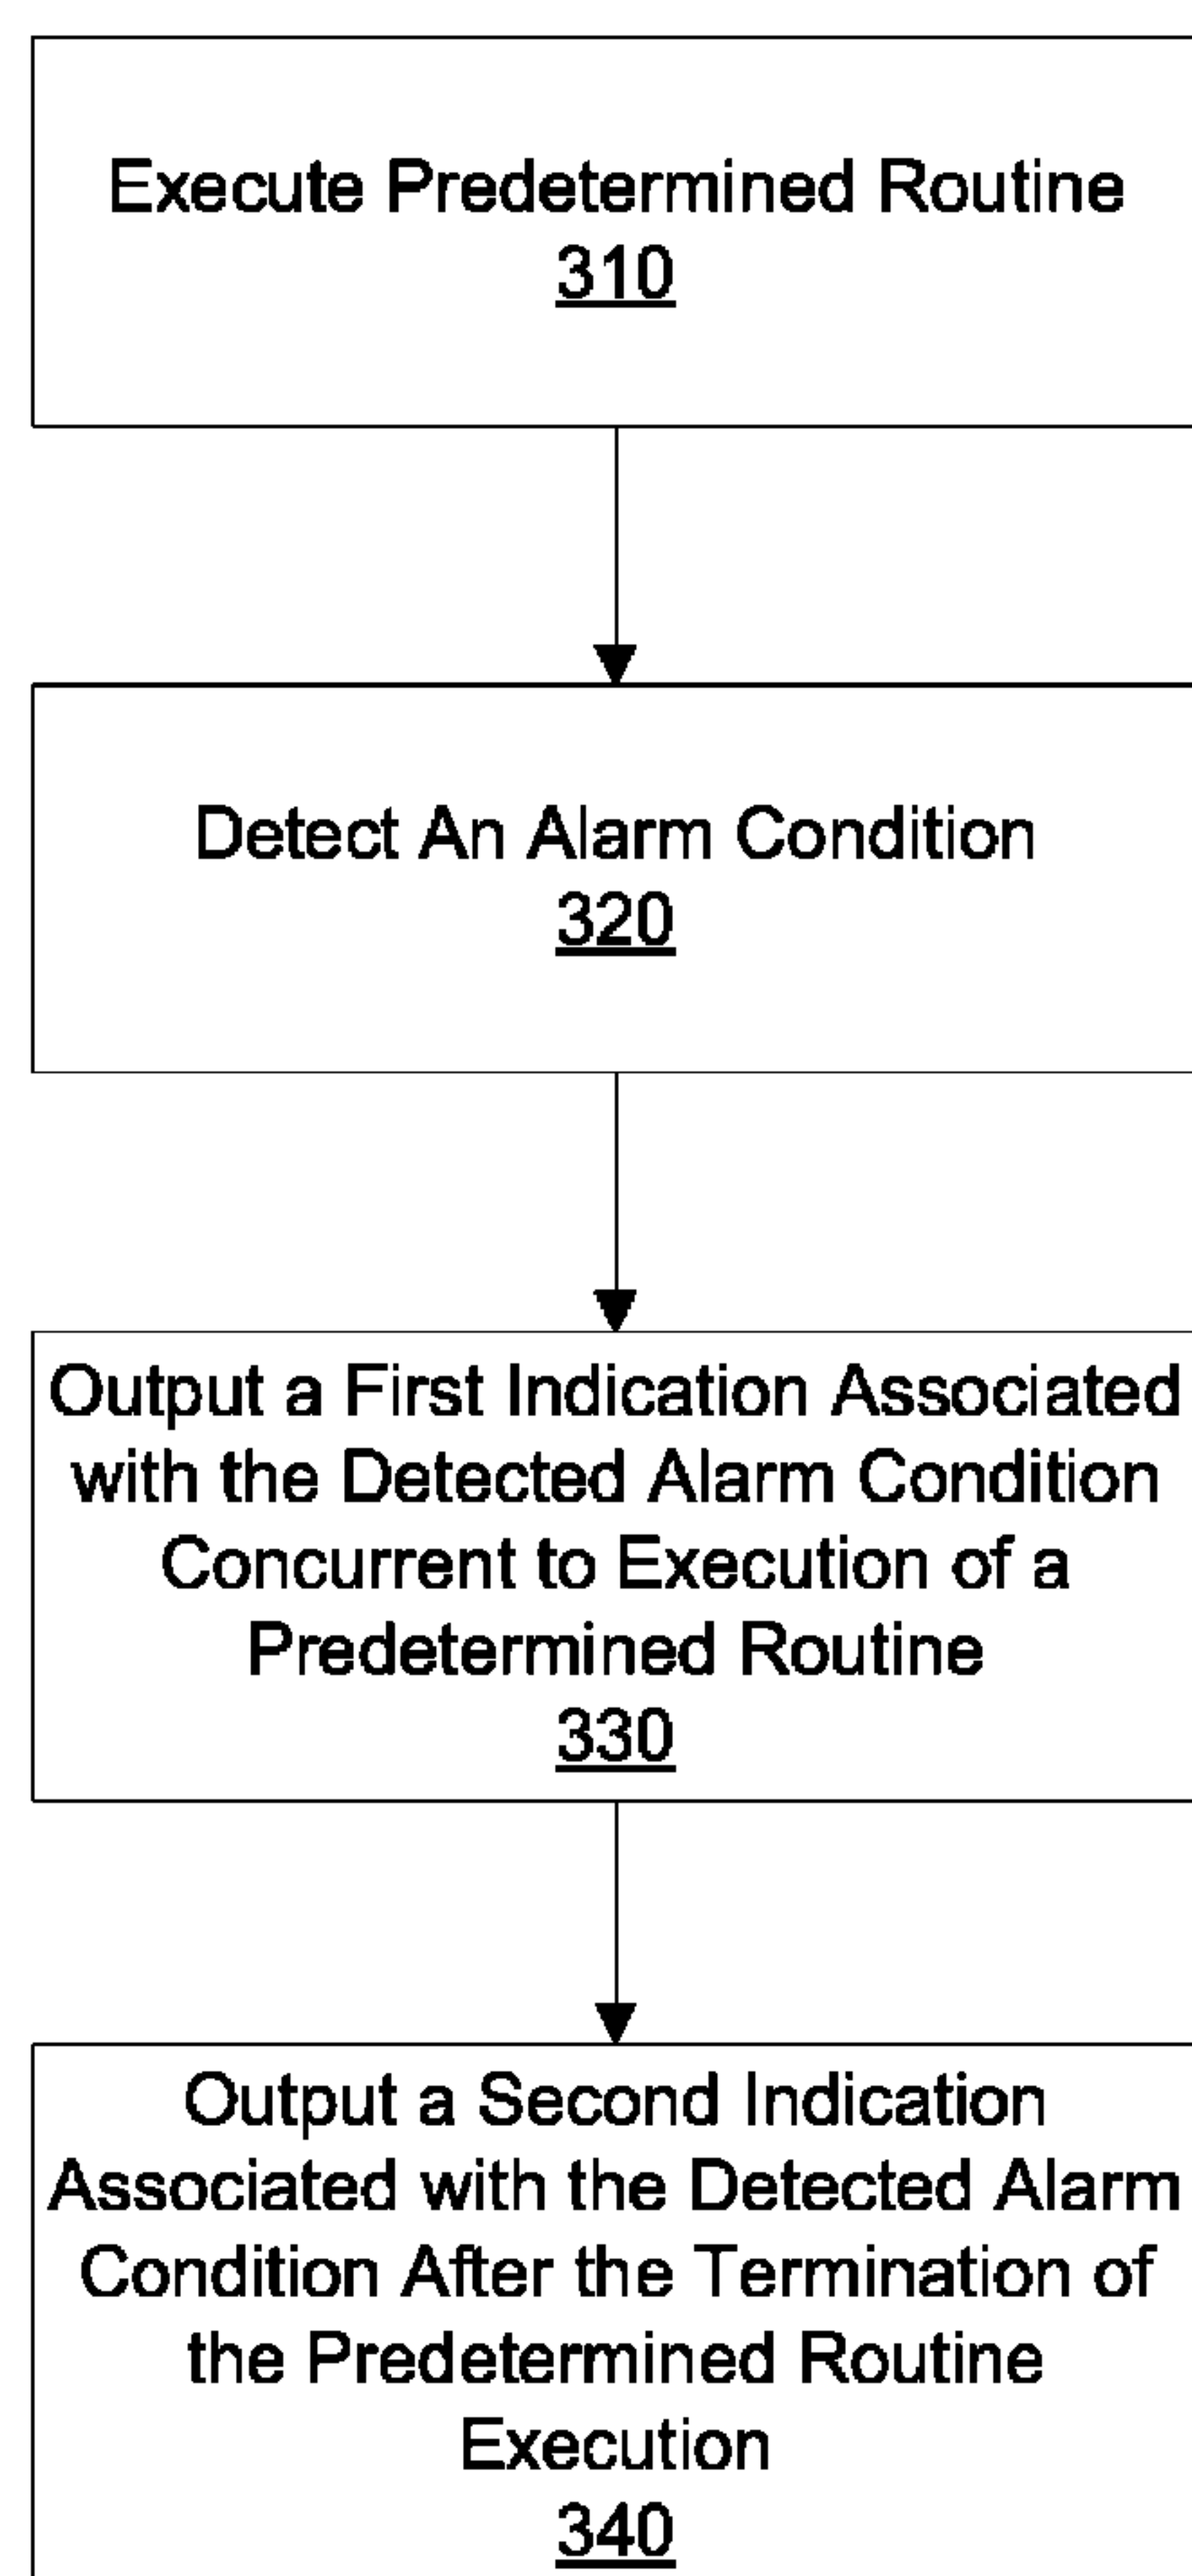 Execute Predetermined Routine
310
Detect An Alarm Condition
320
Output a First Indication Associated
with the Detected Alarm Condition
Concurrent to Execution of a
Predetermined Routine
330
Output a Second Indication
Associated with the Detected Alarm
Condition After the Termination of
the Predetermined Routine
Execution
340